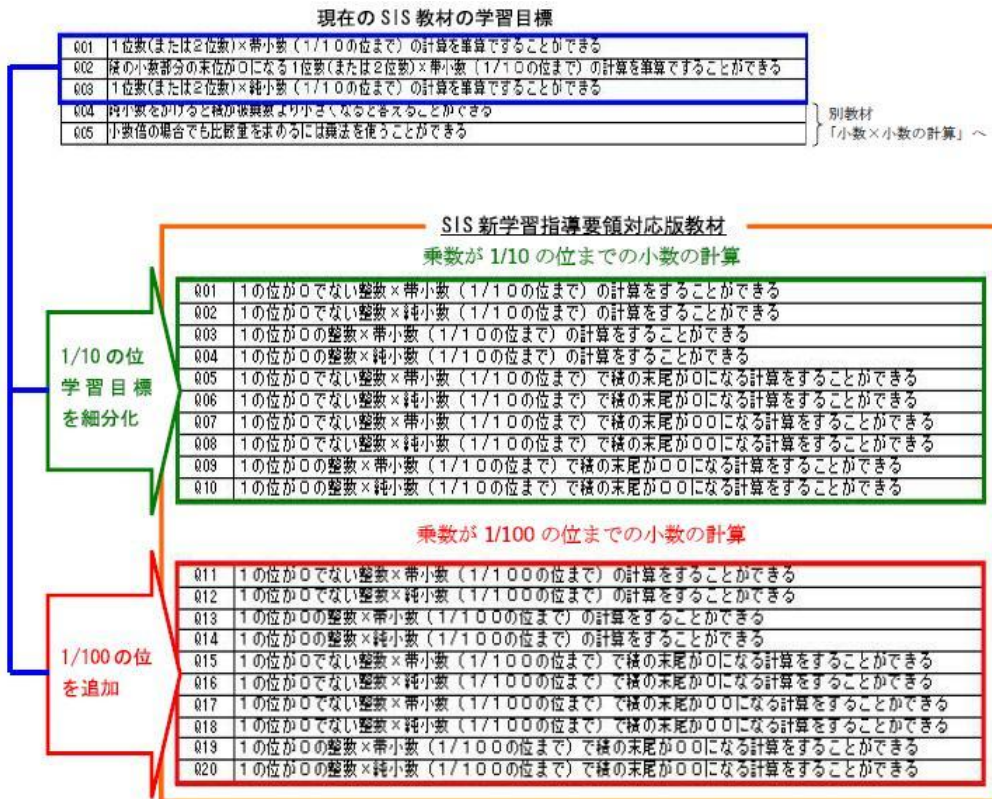 現在のSIS教材の学習目標
Q01 1位数(または2位数)×帯小数(1/10の位まで)の計算を筆算ですることができる
Q02 積の小数部分の末位が0になる1位数(または2位数)×帯小数(1/10の位まで)の計算を筆算ですることができる
Q03 1位数(または2位数)×純小数(1/10の位まで)の計算を筆算ですることができる
Q04 純小数をかけると積が被乗数より小さくなると答えることができる
Q05 小数倍の場合でも比較量を求めるには乗法を使うことができる
別教材
「小数×小数の計算」へ
SIS新学習指導要領対応版教材
乗数が1/10の位までの小数の計算
1/10の位
学習目標
を細分化
Q01 1の位が0でない整数×帯小数(1/10の位まで)の計算をすることができる
Q02 1の位が0でない整数×純小数(1/10の位まで)の計算をすることができる
Q03 1の位が0の整数×帯小数(1/10の位まで)の計算をすることができる
Q04 1の位が0の整数×純小数(1/10の位まで)の計算をすることができる
Q05 1の位が0でない整数×帯小数(1/10の位まで)で積の末尾が0になる計算をすることができる
Q06 1の位が0でない整数×純小数(1/10の位まで)で積の末尾が0になる計算をすることができる
Q07 1の位が0でない整数×帯小数(1/10の位まで)で積の末尾が00になる計算をすることができる
Q08 1の位が0でない整数×純小数(1/10の位まで)で積の末尾が00になる計算をすることができる
Q09 1の位が0の整数×帯小数(1/10の位まで)で積の末尾が00になる計算をすることができる
Q10 1の位が0の整数×純小数(1/10の位まで)で積の末尾が00になる計算をすることができる
乗数が1/100の位までの小数の計算
1/100の位
を追加
Q11 1の位が0でない整数×帯小数(1/100の位まで)の計算をすることができる
Q12 1の位が0でない整数×純小数(1/100の位まで)の計算をすることができる
Q13 1の位が0の整数×帯小数(1/100の位まで)の計算をすることができる
Q14 1の位が0の整数×純小数(1/100の位まで)の計算をすることができる
Q15 1の位が0でない整数×帯小数(1/100の位まで)で積の末尾が0になる計算をすることができる
Q16 1の位が0でない整数×純小数(1/100の位まで)で積の末尾が0になる計算をすることができる
Q17 1の位が0でない整数×帯小数(1/100の位まで)で積の末尾が00になる計算をすることができる
Q18 1の位が0でない整数×純小数(1/100の位まで)で積の末尾が00になる計算をすることができる
Q19 1の位が0の整数×帯小数(1/100の位まで)で積の末尾が00になる計算をすることができる
Q20 1の位が0の整数×純小数(1/100の位まで)で積の末尾が00になる計算をすることができる